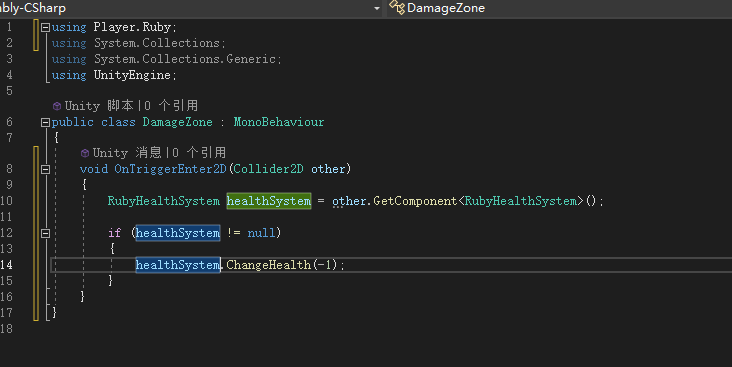 bly-CSharp DamageZone
1 using Player.Ruby;
2 using System.Collections;
3 using System.Collections.Generic;
4 using UnityEngine;
5
Unity 脚本|0 个引用
6 public class DamageZone : MonoBehaviour
7 {
Unity 消息|0 个引用
8 void OnTriggerEnter2D(Collider2D other)
9 {
10 RubyHealthSystem healthSystem = other.GetComponent<RubyHealthSystem>();
11
12 if (healthSystem != null)
13 {
14 healthSystem.ChangeHealth(-1);
15 }
16 }
17 }
18